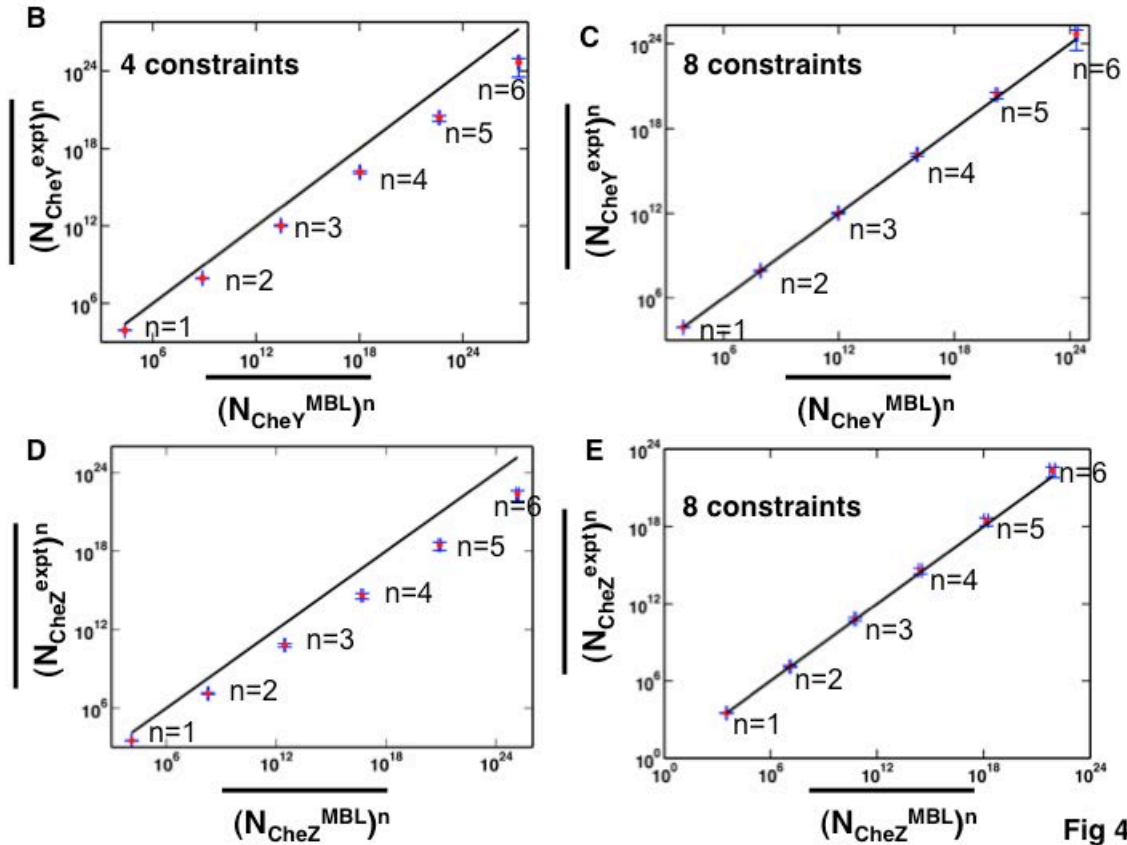 B
4 constraints
10^24
10^18
10^12
10^6
n=1
n=2
n=3
n=4
n=5
n=6
10^6
10^12
10^18
10^24
(N_CheY^expt)^n
(N_CheY^MBL)^n
C
8 constraints
10^24
10^18
10^12
10^6
n=1
n=2
n=3
n=4
n=5
n=6
10^6
10^12
10^18
10^24
(N_CheY^expt)^n
(N_CheY^MBL)^n
D
10^24
10^18
10^12
10^6
n=1
n=2
n=3
n=4
n=5
n=6
10^6
10^12
10^18
10^24
(N_CheZ^expt)^n
(N_CheZ^MBL)^n
E
8 constraints
10^24
10^18
10^12
10^6
10^0
n=1
n=2
n=3
n=4
n=5
n=6
10^0
10^6
10^12
10^18
10^24
(N_CheZ^expt)^n
(N_CheZ^MBL)^n
Fig 4